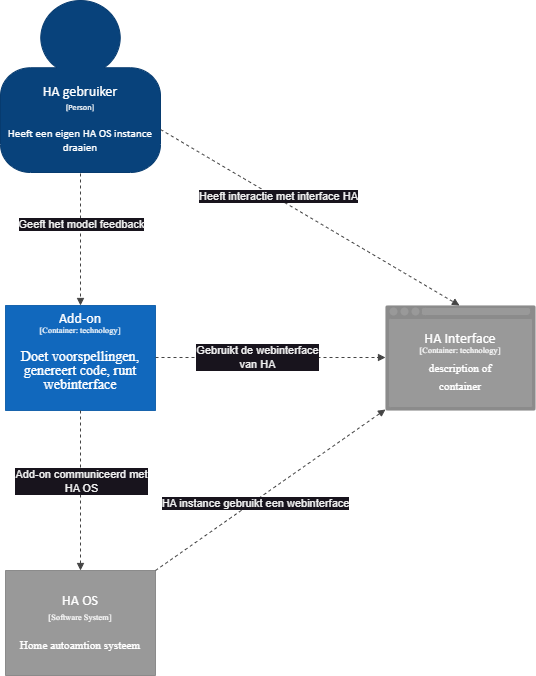 HA gebruiker
[Person]
Heeft een eigen HA OS instance
draaien
Heeft interactie met interface HA
Geeft het model feedback
Add-on
[Container: technology]
Doet voorspellingen,
genereert code, runt
webinterface
Gebruikt de webinterface
van HA
HA Interface
[Container: technology]
description of
container
Add-on communiceerd met
HA OS
HA instance gebruikt een webinterface
HA OS
[Software System]
Home autoamtion systeem